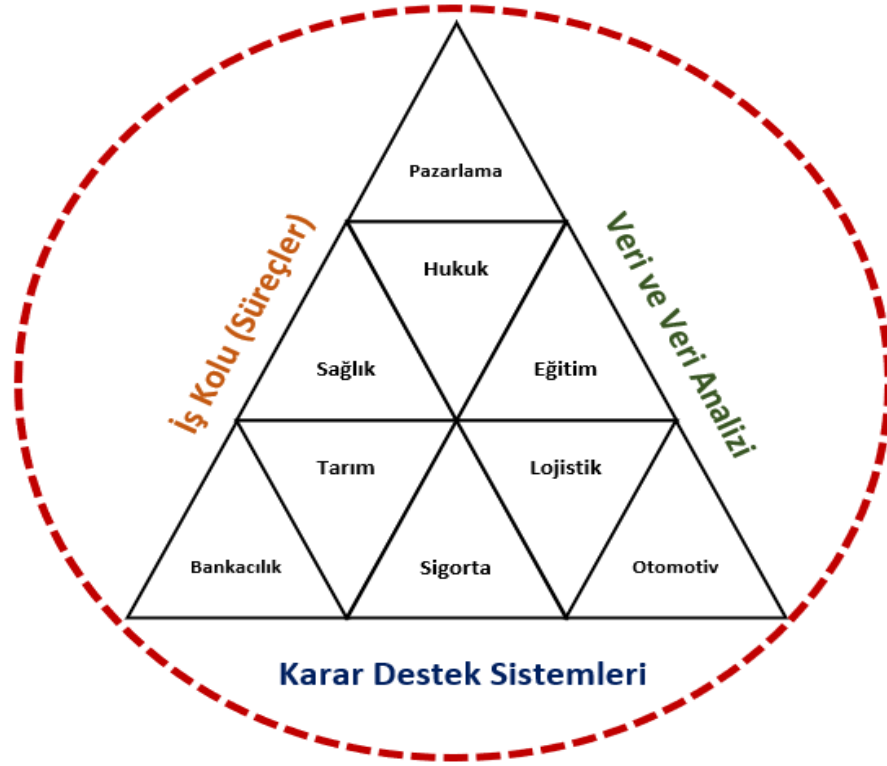 Pazarlama
Hukuk
İş Kolu (Süreçler)
Veri ve Veri Analizi
Sağlık
Eğitim
Tarım
Lojistik
Bankacılık
Sigorta
Otomotiv
Karar Destek Sistemleri